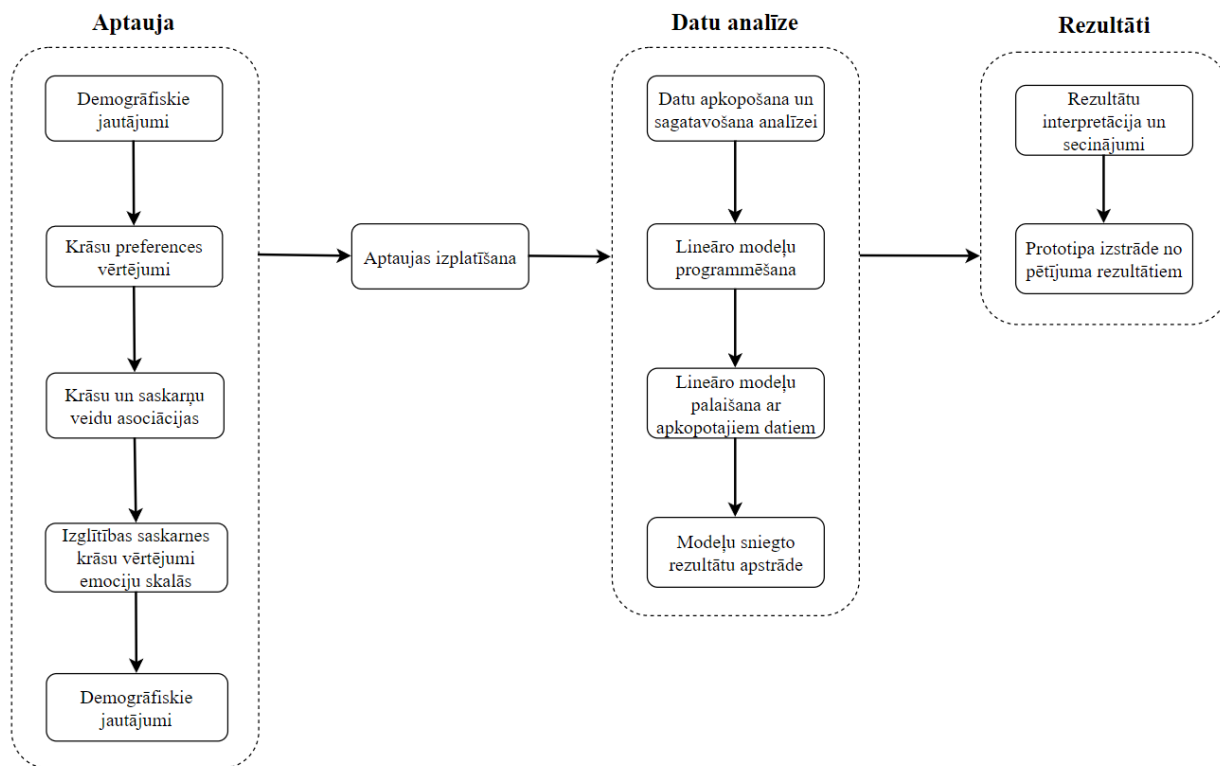 Aptauja
Demogrāfiskie
jautājumi
Krāsu preferences
vērtējumi
Krāsu un saskarņu
veidu asociācijas
Izglītības saskarnes
krāsu vērtējumi
emociju skalās
Demogrāfiskie
jautājumi
Aptaujas izplatīšana
Datu analīze
Datu apkopošana un
sagatavošana analīzei
Lineāro modeļu
programmēšana
Lineāro modeļu
palaišana ar
apkopotajiem datiem
Modeļu sniegto
rezultātu apstrāde
Rezultāti
Rezultātu
interpretācija un
secinājumi
Prototipa izstrāde no
pētījuma rezultātiem